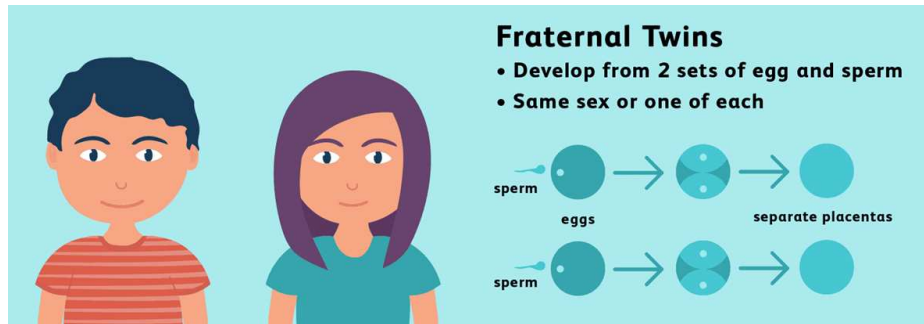 Fraternal Twins
• Develop from 2 sets of egg and sperm
• Same sex or one of each
sperm
eggs
separate placentas
sperm